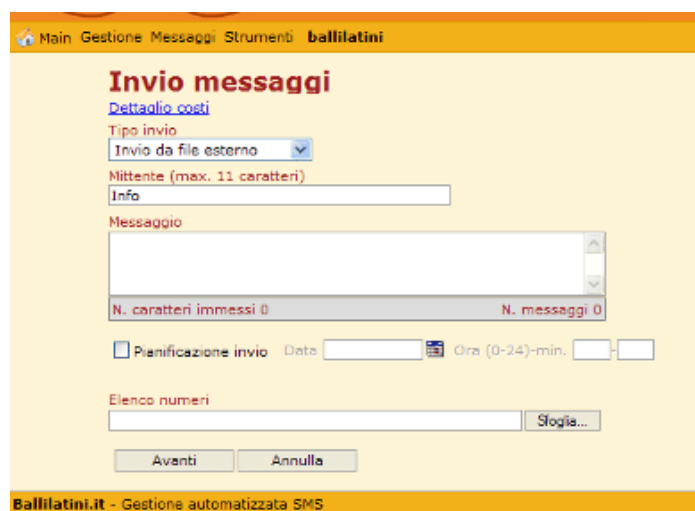 Main Gestione Messaggi Strumenti ballilatini
Invio messaggi
Dettaglio costi
Tipo invio
Invio da file esterno
Mittente (max. 11 caratteri)
Info
Messaggio
N. caratteri immessi 0 N. messaggi 0
Pianificazione invio Data Ora (0-24)-min. -
Elenco numeri
Sfoglia...
Avanti Annulla
Ballilatini.it - Gestione automatizzata SMS